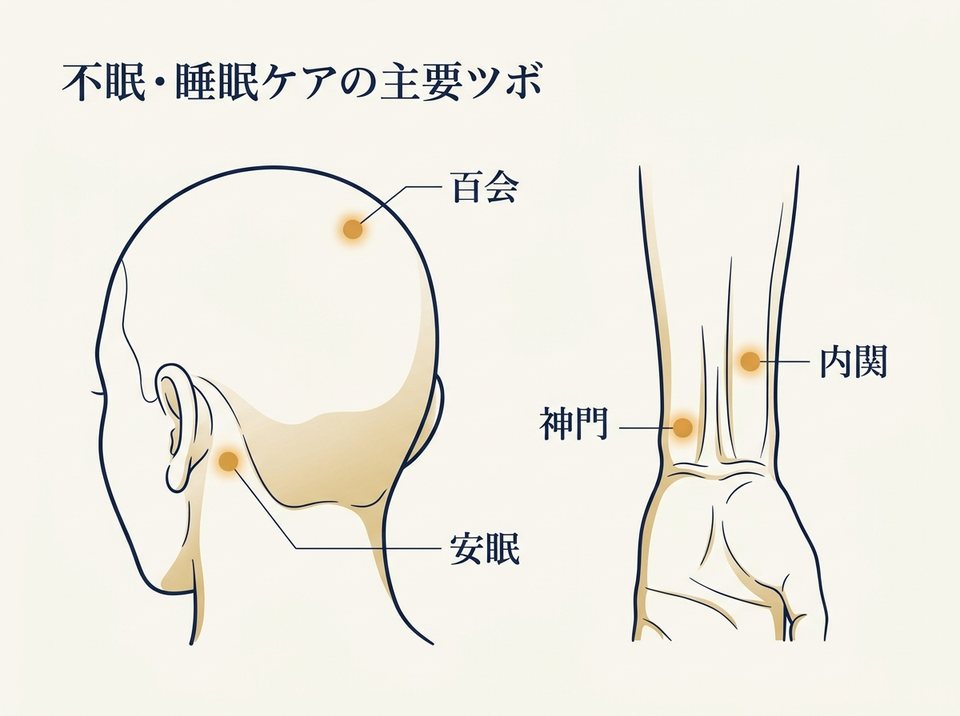 不眠・睡眠ケアの主要ツボ
百会
安眠
内関
神門